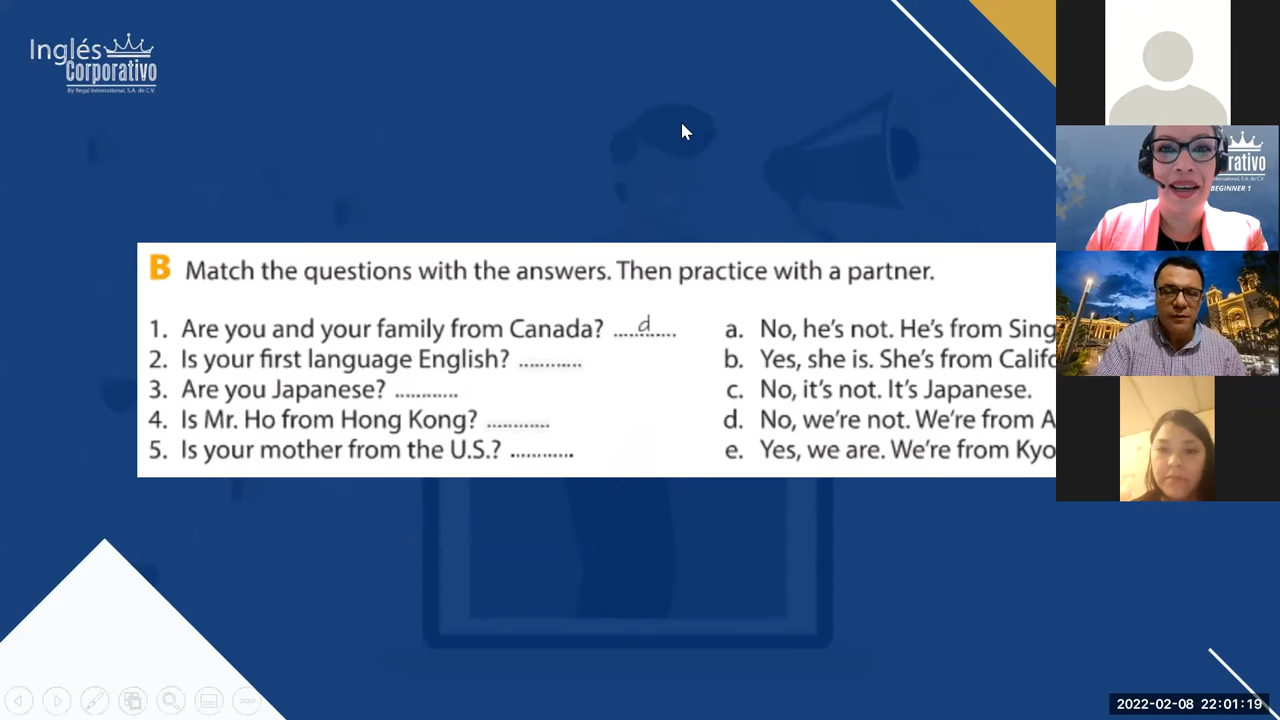 Inglés
Corporativo
By Regal International, S.A. de C.V.
B Match the questions with the answers. Then practice with a partner.
1. Are you and your family from Canada? d
2. Is your first language English? ............
3. Are you Japanese? ............
4. Is Mr. Ho from Hong Kong? ............
5. Is your mother from the U.S.? ............
a. No, he's not. He's from Sing
b. Yes, she is. She's from Califo
c. No, it's not. It's Japanese.
d. No, we're not. We're from A
e. Yes, we are. We're from Kyo
rativo
BEGINNER 1
2022-02-08 22:01:19